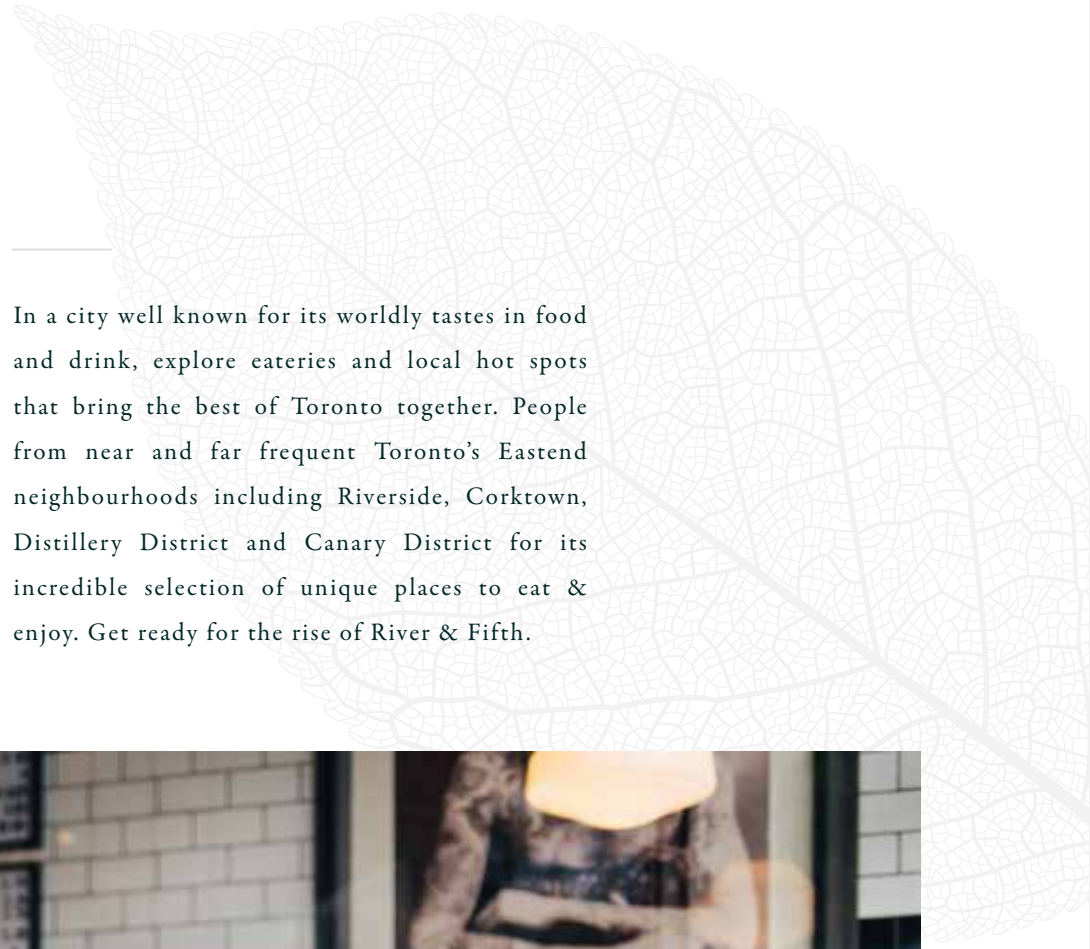 In a city well known for its worldly tastes in food
and drink, explore eateries and local hot spots
that bring the best of Toronto together. People
from near and far frequent Toronto’s Eastend
neighbourhoods including Riverside, Corktown,
Distillery District and Canary District for its
incredible selection of unique places to eat &
enjoy. Get ready for the rise of River & Fifth.